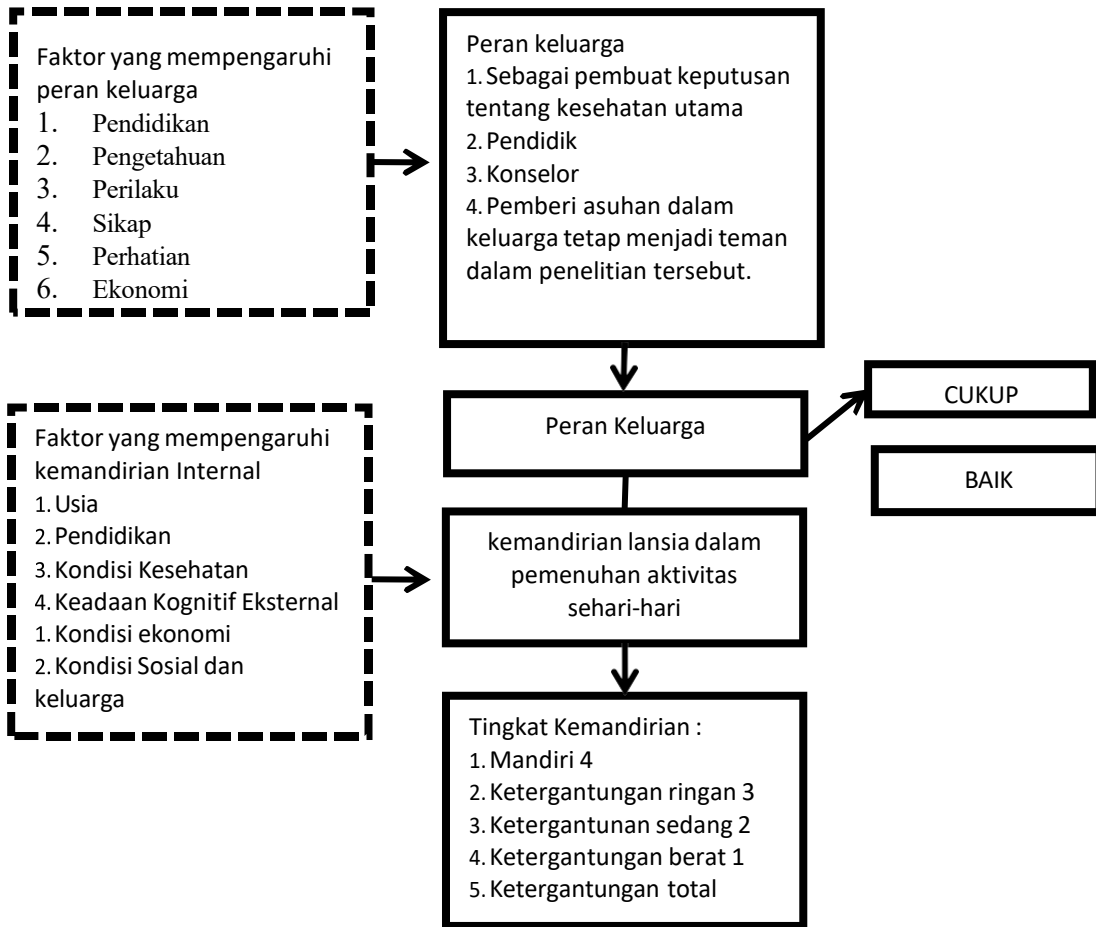 Faktor yang mempengaruhi
peran keluarga
1. Pendidikan
2. Pengetahuan
3. Perilaku
4. Sikap
5. Perhatian
6. Ekonomi
Peran keluarga
1. Sebagai pembuat keputusan
tentang kesehatan utama
2. Pendidik
3. Konselor
4. Pemberi asuhan dalam
keluarga tetap menjadi teman
dalam penelitian tersebut.
Peran Keluarga
CUKUP
BAIK
Faktor yang mempengaruhi
kemandirian Internal
1. Usia
2. Pendidikan
3. Kondisi Kesehatan
4. Keadaan Kognitif Eksternal
1. Kondisi ekonomi
2. Kondisi Sosial dan
keluarga
kemandirian lansia dalam
pemenuhan aktivitas
sehari-hari
Tingkat Kemandirian :
1. Mandiri 4
2. Ketergantungan ringan 3
3. Ketergantunan sedang 2
4. Ketergantungan berat 1
5. Ketergantungan total